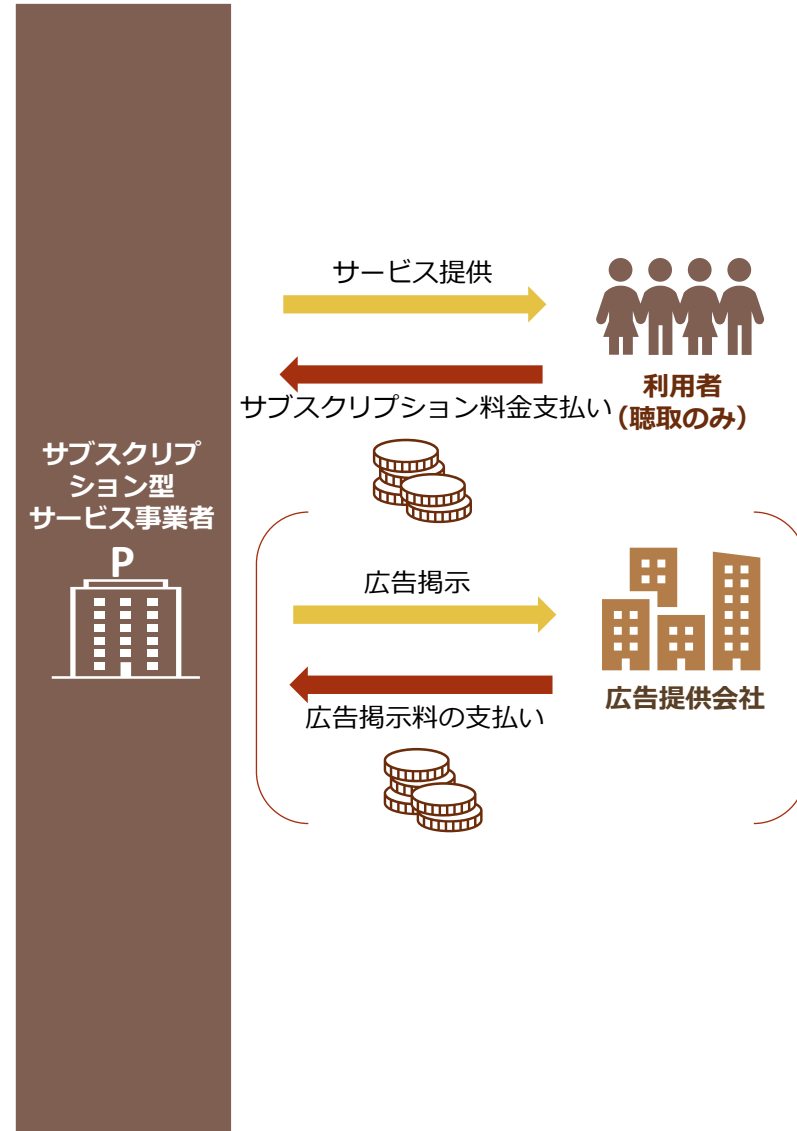 サブスクリプ
ション型
サービス事業者
P
サービス提供
サブスクリプション料金支払い
利用者
(聴取のみ)
広告掲示
広告掲示料の支払い
広告提供会社